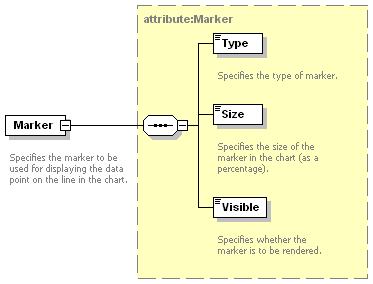 attribute:Marker
Type
Specifies the type of marker.
Size
Marker
Specifies the marker to be
used for displaying the data
point on the line in the chart.
Specifies the size of the
marker in the chart (as a
percentage).
Visible
Specifies whether the
marker is to be rendered.